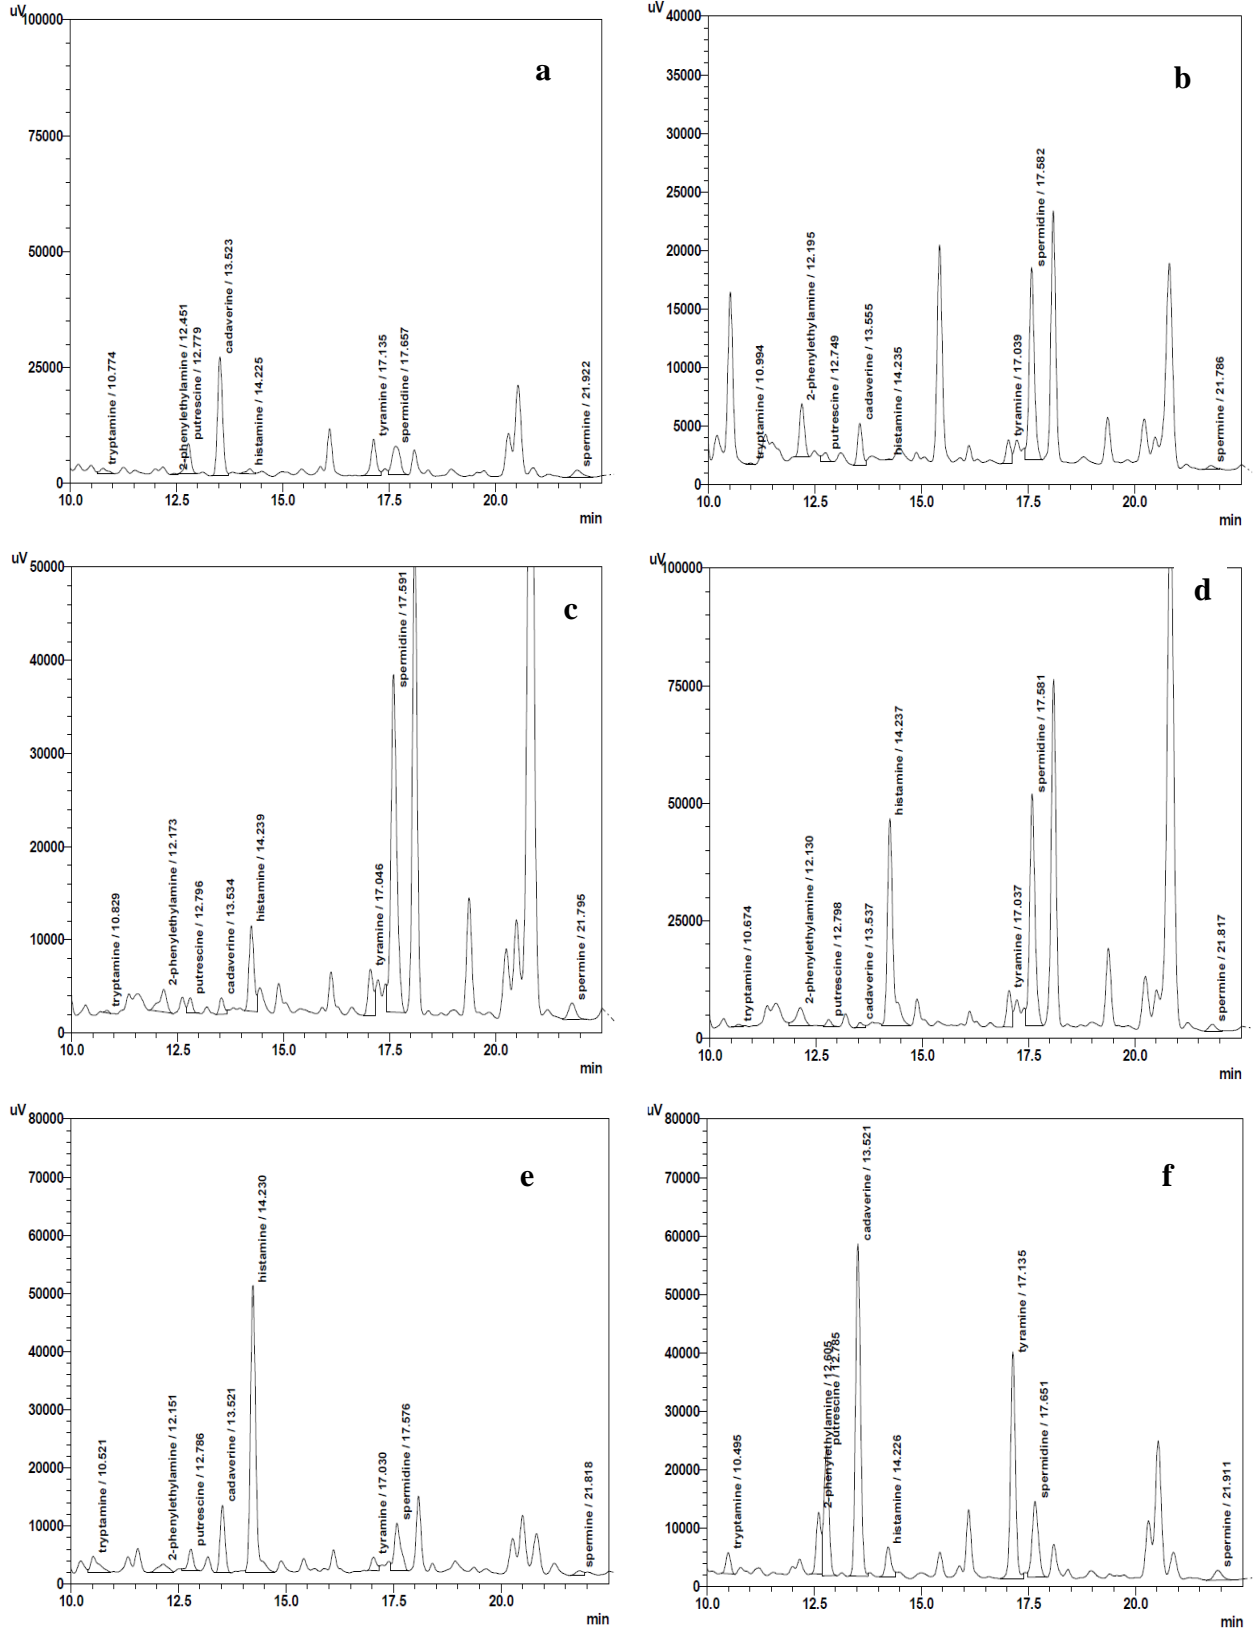 uV
100000
75000
50000
25000
0
10.0 12.5 15.0 17.5 20.0
min
a
tryptamine / 10.774
2-phenylethylamine / 12.451
putrescine / 12.779
cadaverine / 13.523
histamine / 14.225
tyramine / 17.135
spermidine / 17.657
spermine / 21.922
uV
40000
35000
30000
25000
20000
15000
10000
5000
0
10.0 12.5 15.0 17.5 20.0
min
b
tryptamine / 10.994
2-phenylethylamine / 12.195
putrescine / 12.749
cadaverine / 13.555
histamine / 14.235
tyramine / 17.039
spermidine / 17.582
spermine / 21.786
uV
50000
40000
30000
20000
10000
0
10.0 12.5 15.0 17.5 20.0
min
c
tryptamine / 10.829
2-phenylethylamine / 12.173
putrescine / 12.796
cadaverine / 13.534
histamine / 14.239
tyramine / 17.046
spermidine / 17.591
spermine / 21.795
uV
100000
75000
50000
25000
0
10.0 12.5 15.0 17.5 20.0
min
d
tryptamine / 10.674
2-phenylethylamine / 12.130
putrescine / 12.798
cadaverine / 13.537
histamine / 14.237
tyramine / 17.037
spermidine / 17.581
spermine / 21.817
uV
80000
70000
60000
50000
40000
30000
20000
10000
0
10.0 12.5 15.0 17.5 20.0
min
e
tryptamine / 10.521
2-phenylethylamine / 12.151
putrescine / 12.786
cadaverine / 13.521
histamine / 14.230
tyramine / 17.030
spermidine / 17.576
spermine / 21.818
uV
80000
70000
60000
50000
40000
30000
20000
10000
0
10.0 12.5 15.0 17.5 20.0
min
f
tryptamine / 10.495
2-phenylethylamine / 12.605
putrescine / 12.785
cadaverine / 13.521
histamine / 14.226
tyramine / 17.135
spermidine / 17.651
spermine / 21.911